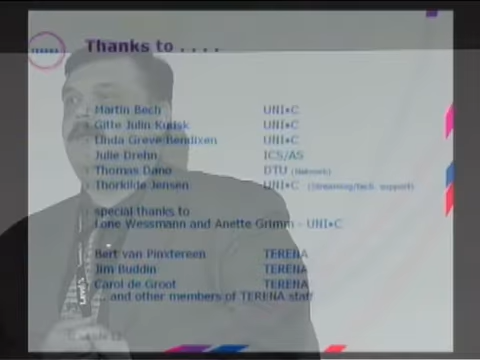 TERENA
Thanks to . . . .
Martin Bech UNI•C
Gitte Julin Kudsk UNI•C
Linda Greve Bendixen UNI•C
Julie Drehn ICS/AS
Thomas Dano DTU (Network)
Thorkilde Jensen UNI•C (Streaming/tech. support)
special thanks to
Lone Wessmann and Anette Grimm - UNI•C
Bert van Pinxteren TERENA
Jim Buddin TERENA
Carol de Groot TERENA
... and other members of TERENA staff